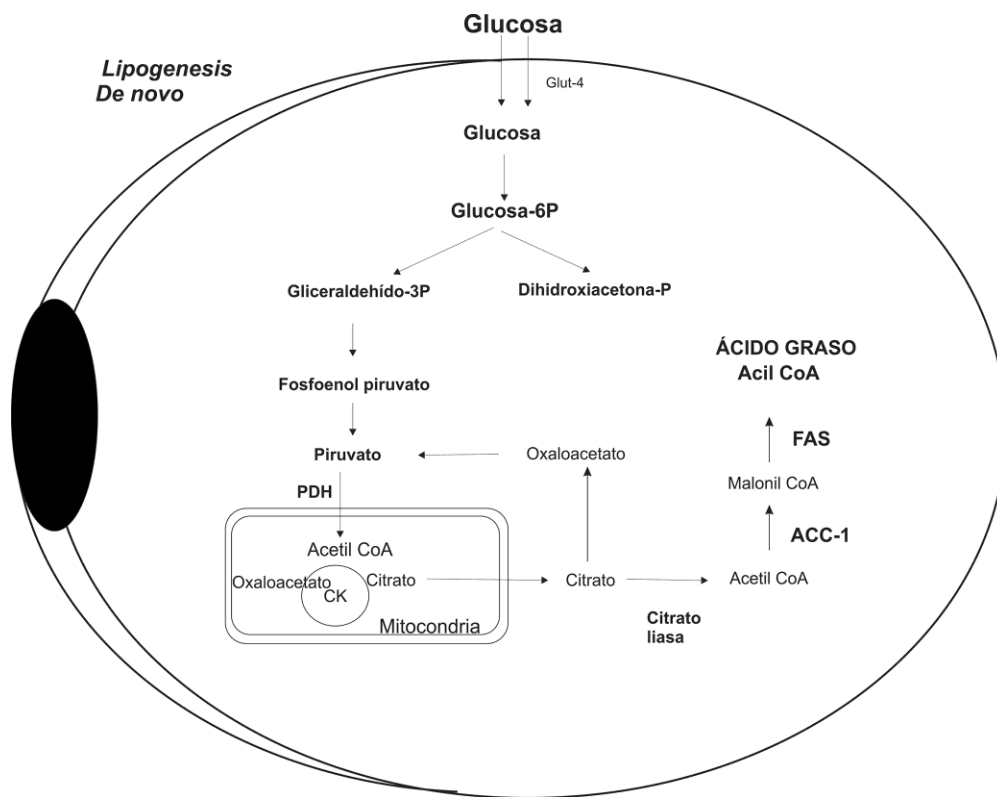 Glucosa
Lipogenesis
De novo
Glut-4
Glucosa
Glucosa-6P
Gliceraldehído-3P
Dihidroxiacetona-P
ÁCIDO GRASO
Acil CoA
Fosfoenol piruvato
FAS
Piruvato
Oxaloacetato
Malonil CoA
PDH
ACC-1
Acetil CoA
Oxaloacetato
Citrato
CK
Mitocondria
Citrato
Acetil CoA
Citrato
liasa